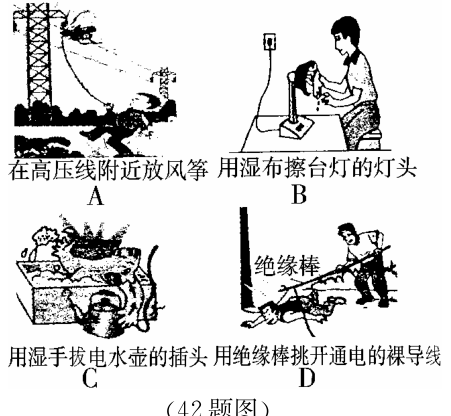 在高压线附近放风筝 用湿布擦台灯的灯头
A B
绝缘棒
用湿手拔电水壶的插头 用绝缘棒挑开通电的裸导线
C D
(42题图)